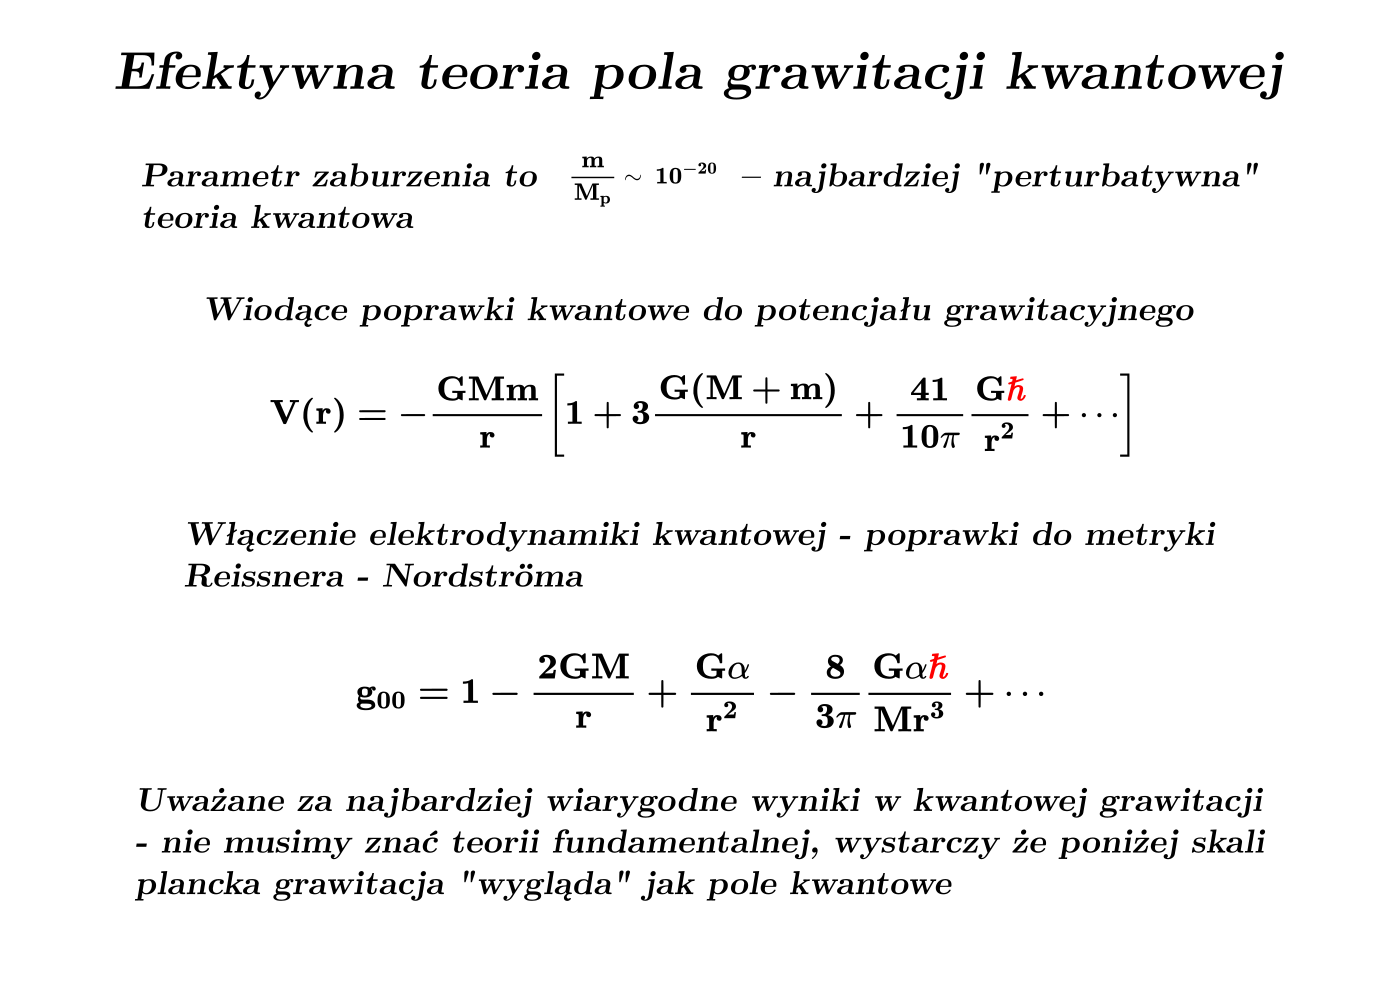 Efektywna teoria pola grawitacji kwantowej
Parametr zaburzenia to $\frac{m}{M_p} \sim 10^{-20}$ – najbardziej "perturbatywna"
teoria kwantowa
Wiodące poprawki kwantowe do potencjału grawitacyjnego
$V(r) = -\frac{GMm}{r}\left[1 + 3\frac{G(M+m)}{r} + \frac{41}{10\pi}\frac{G\hbar}{r^2} + \cdots\right]$
Włączenie elektrodynamiki kwantowej - poprawki do metryki
Reissnera - Nordströma
$g_{00} = 1 - \frac{2GM}{r} + \frac{G\alpha}{r^2} - \frac{8}{3\pi}\frac{G\alpha\hbar}{Mr^3} + \cdots$
Uważane za najbardziej wiarygodne wyniki w kwantowej grawitacji
- nie musimy znać teorii fundamentalnej, wystarczy że poniżej skali
plancka grawitacja "wygląda" jak pole kwantowe